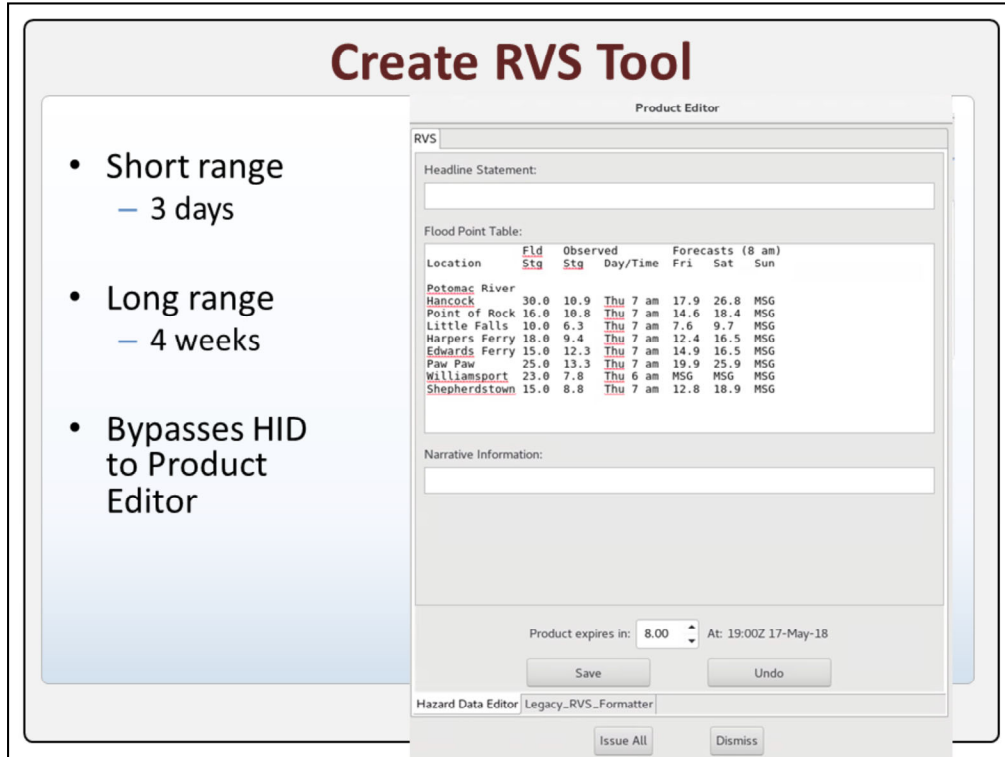 Create RVS Tool
• Short range
– 3 days
• Long range
– 4 weeks
• Bypasses HID
to Product
Editor
Product Editor
RVS
Headline Statement:
Flood Point Table:
Fld Observed Forecasts (8 am)
Location Stg Stg Day/Time Fri Sat Sun
Potomac River
Hancock 30.0 10.9 Thu 7 am 17.9 26.8 MSG
Point of Rock 16.0 10.8 Thu 7 am 14.6 18.4 MSG
Little Falls 10.0 6.3 Thu 7 am 7.6 9.7 MSG
Harpers Ferry 18.0 9.4 Thu 7 am 12.4 16.5 MSG
Edwards Ferry 15.0 12.3 Thu 7 am 14.9 16.5 MSG
Paw Paw 25.0 13.3 Thu 7 am 19.9 25.9 MSG
Williamsport 23.0 7.8 Thu 6 am MSG MSG MSG
Shepherdstown 15.0 8.8 Thu 7 am 12.8 18.9 MSG
Narrative Information:
Product expires in: 8.00 At: 19:00Z 17-May-18
Save Undo
Hazard Data Editor Legacy_RVS_Formatter
Issue All Dismiss